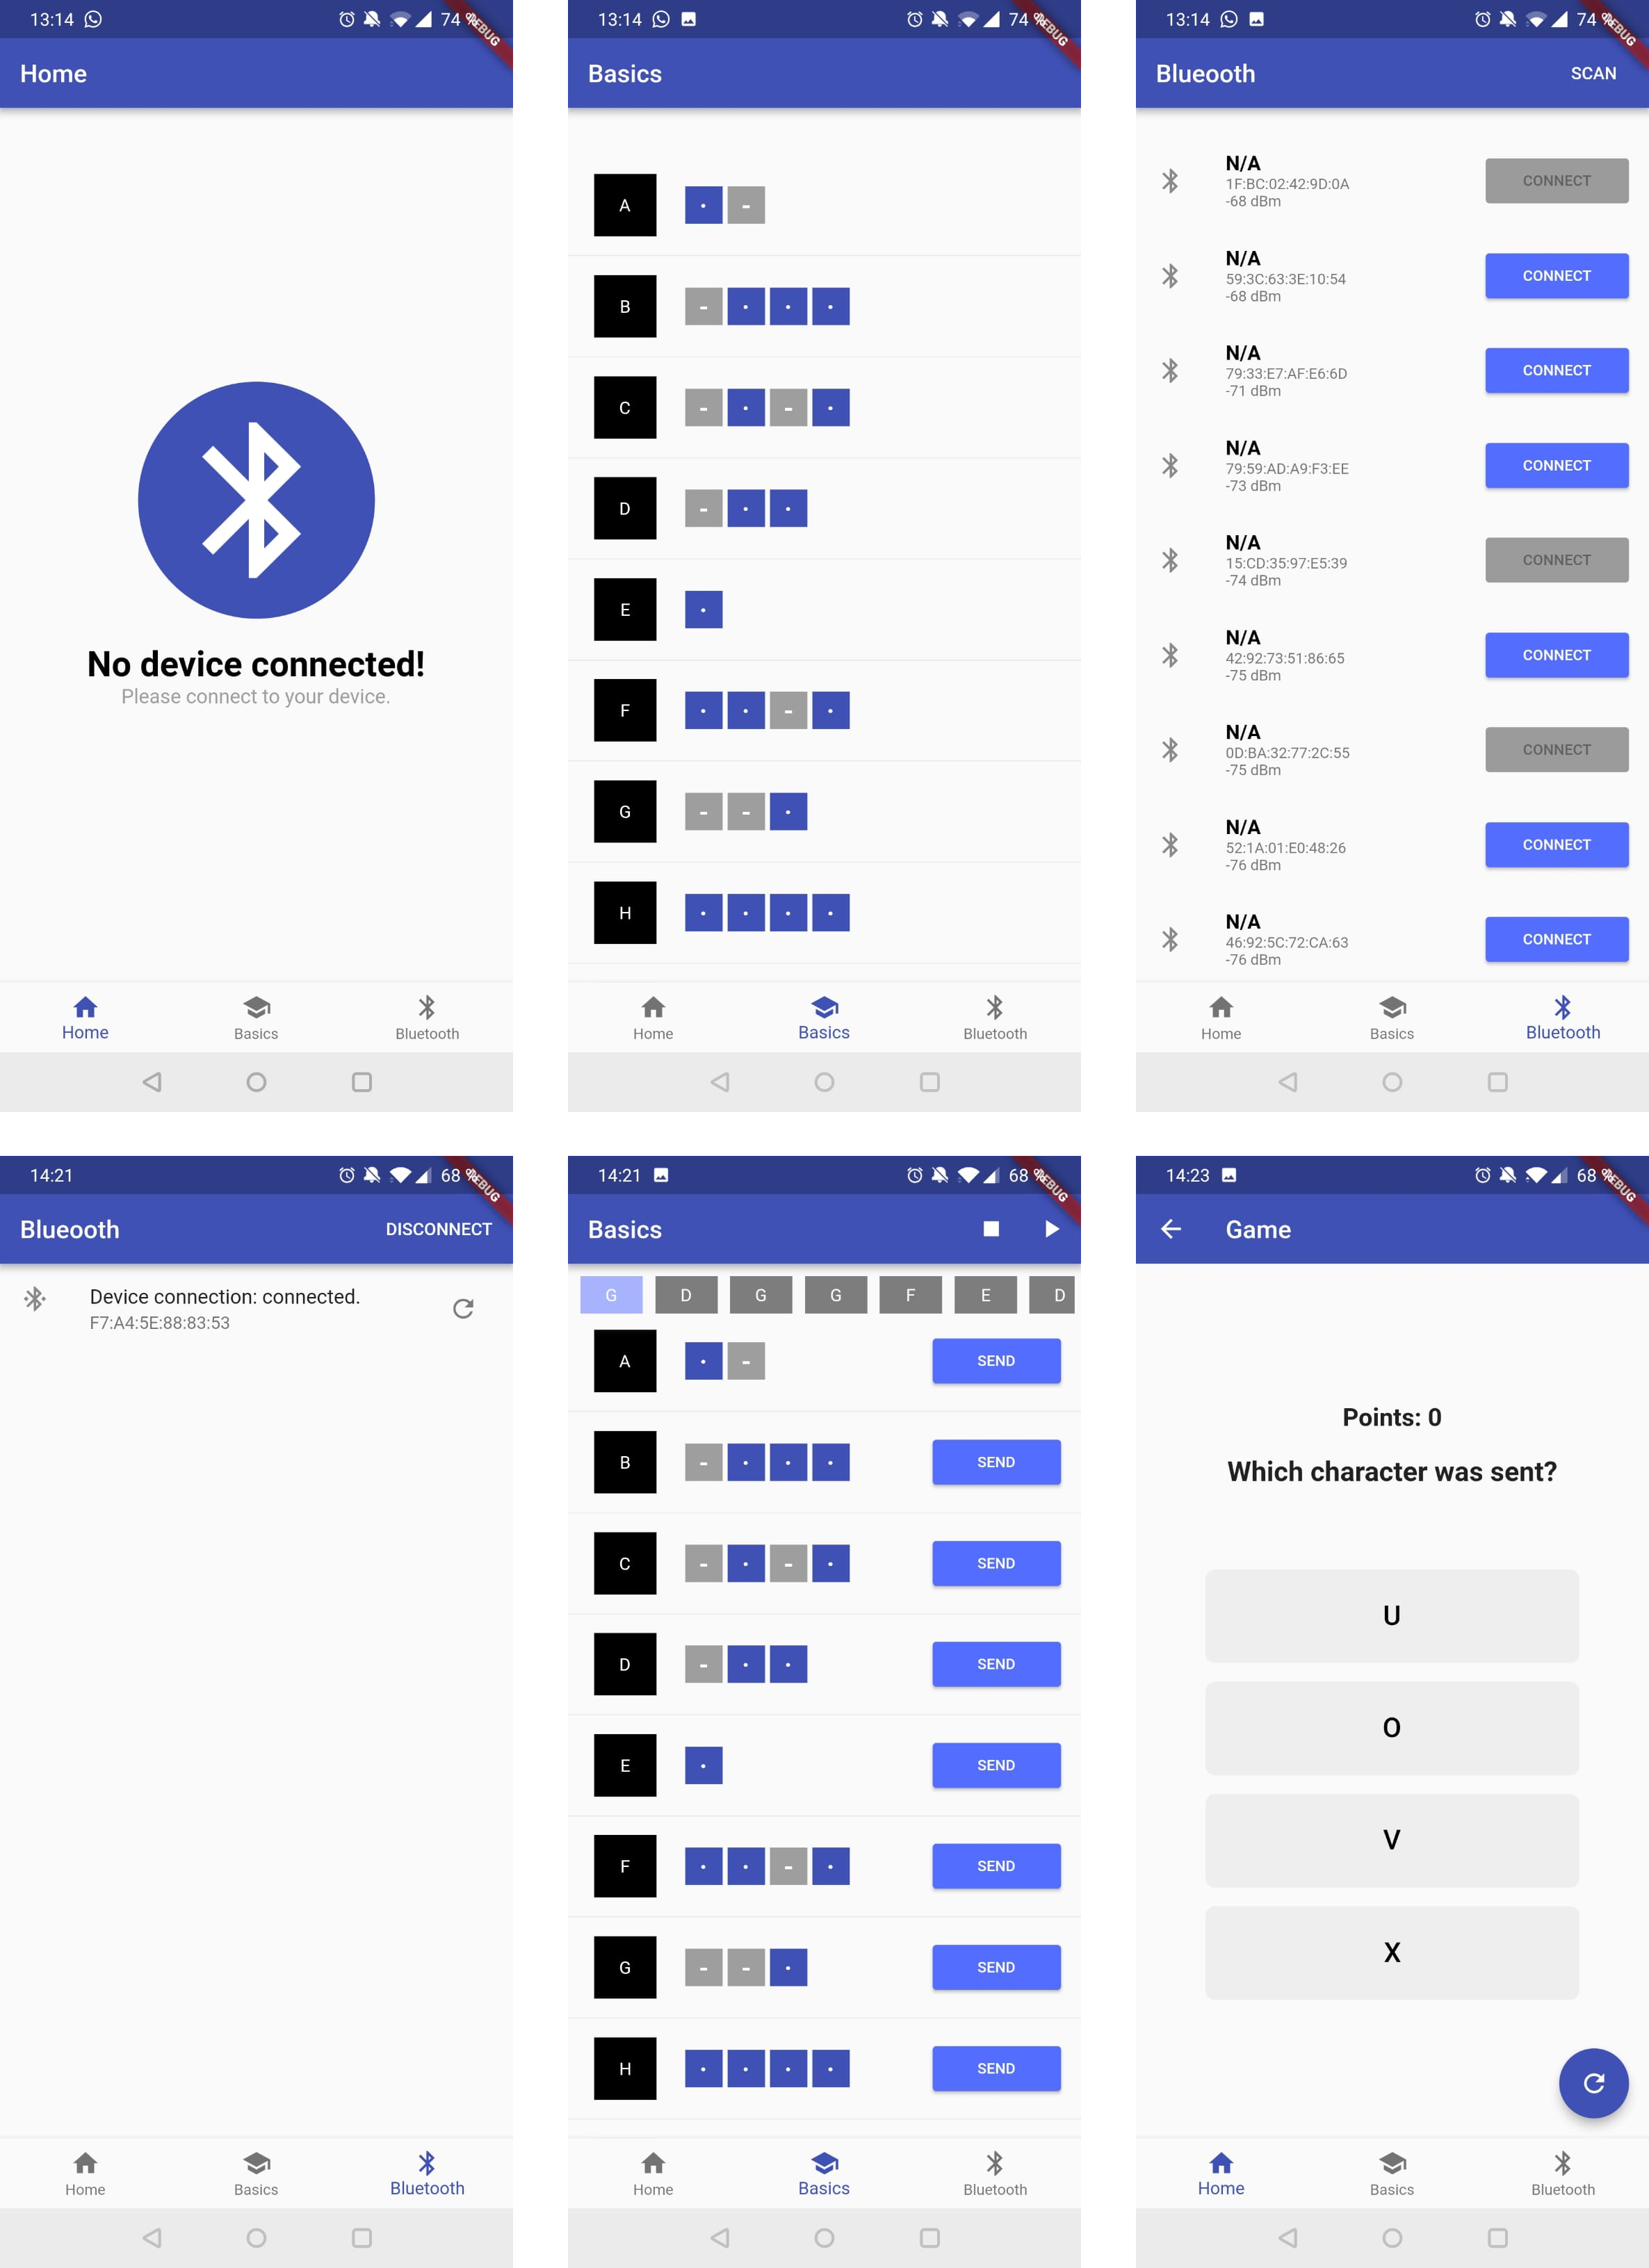 13:14 74 %
DEBUG
Home
No device connected!
Please connect to your device.
Home Basics Bluetooth
13:14 74 %
DEBUG
Basics
A · -
B - · · ·
C - · - ·
D - · ·
E ·
F · · - ·
G - - ·
H · · · ·
Home Basics Bluetooth
13:14 74 %
DEBUG
Blueooth SCAN
N/A
1F:BC:02:42:9D:0A CONNECT
-68 dBm
N/A
59:3C:63:3E:10:54 CONNECT
-68 dBm
N/A
79:33:E7:AF:E6:6D CONNECT
-71 dBm
N/A
79:59:AD:A9:F3:EE CONNECT
-73 dBm
N/A
15:CD:35:97:E5:39 CONNECT
-74 dBm
N/A
42:92:73:51:86:65 CONNECT
-75 dBm
N/A
0D:BA:32:77:2C:55 CONNECT
-75 dBm
N/A
52:1A:01:E0:48:26 CONNECT
-76 dBm
N/A
46:92:5C:72:CA:63 CONNECT
-76 dBm
Home Basics Bluetooth
14:21 68 %
DEBUG
Blueooth DISCONNECT
Device connection: connected.
F7:A4:5E:88:83:53
Home Basics Bluetooth
14:21 68 %
DEBUG
Basics
G D G G F E D
A · - SEND
B - · · · SEND
C - · - · SEND
D - · · SEND
E · SEND
F · · - · SEND
G - - · SEND
H · · · · SEND
Home Basics Bluetooth
14:23 68 %
DEBUG
Game
Points: 0
Which character was sent?
U
O
V
X
Home Basics Bluetooth